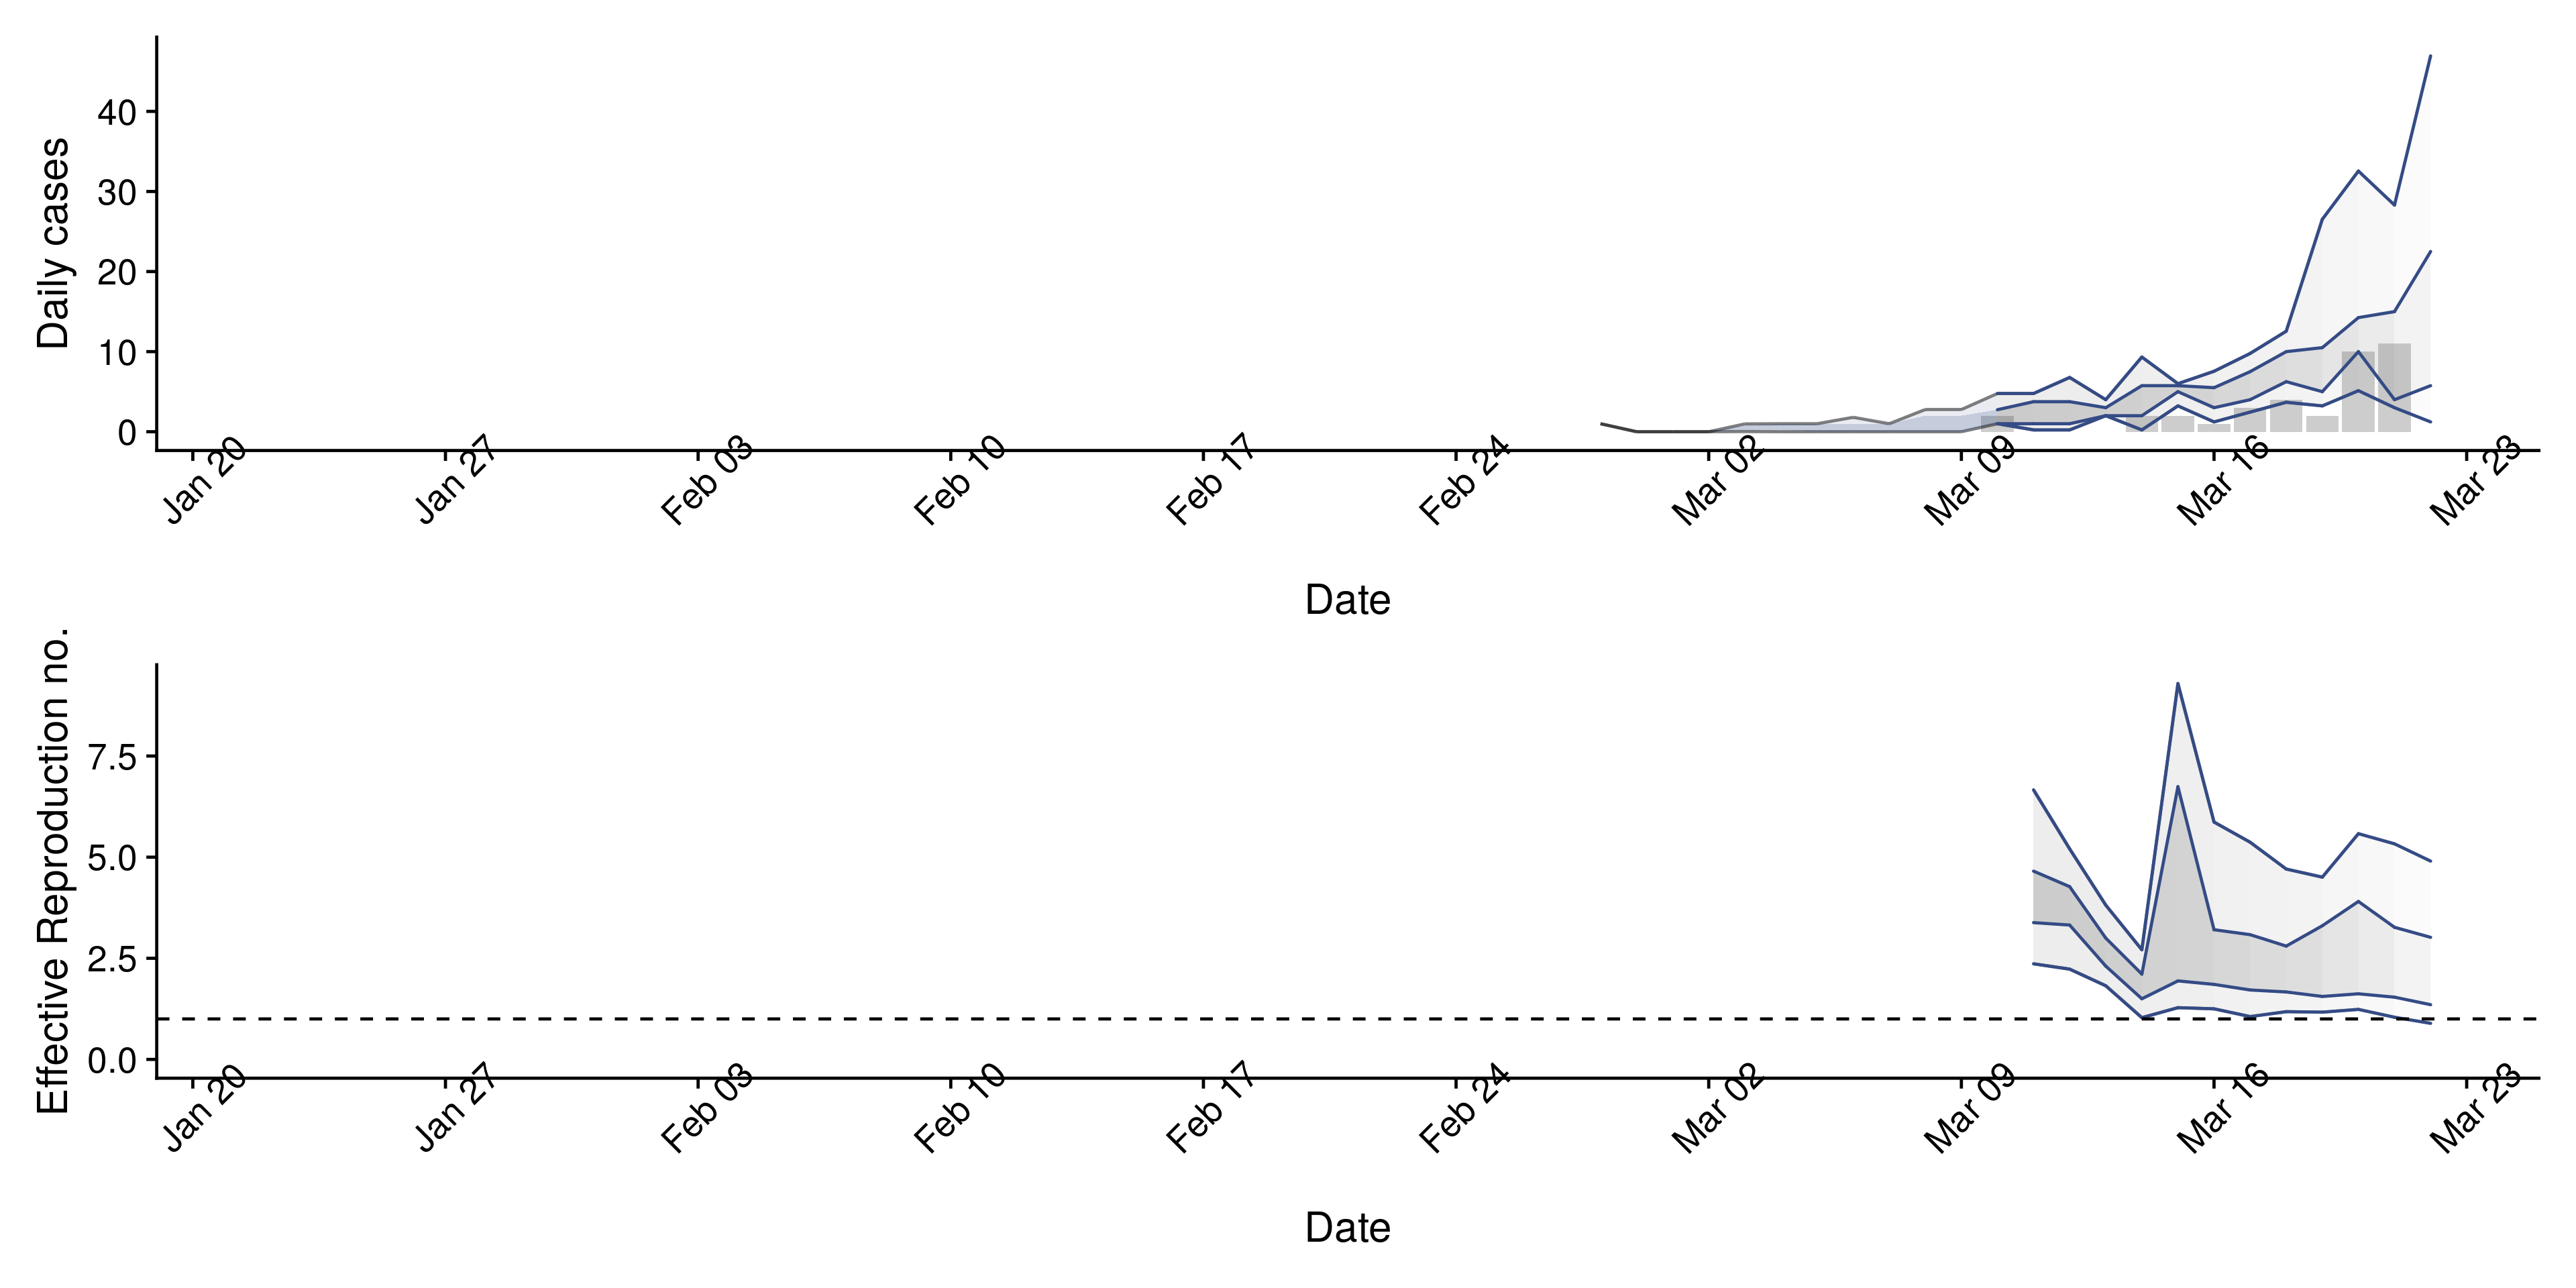 Daily cases
40
30
20
10
0
Jan 20
Jan 27
Feb 03
Feb 10
Feb 17
Feb 24
Mar 02
Mar 09
Mar 16
Mar 23
Date
Effective Reproduction no.
7.5
5.0
2.5
0.0
Jan 20
Jan 27
Feb 03
Feb 10
Feb 17
Feb 24
Mar 02
Mar 09
Mar 16
Mar 23
Date